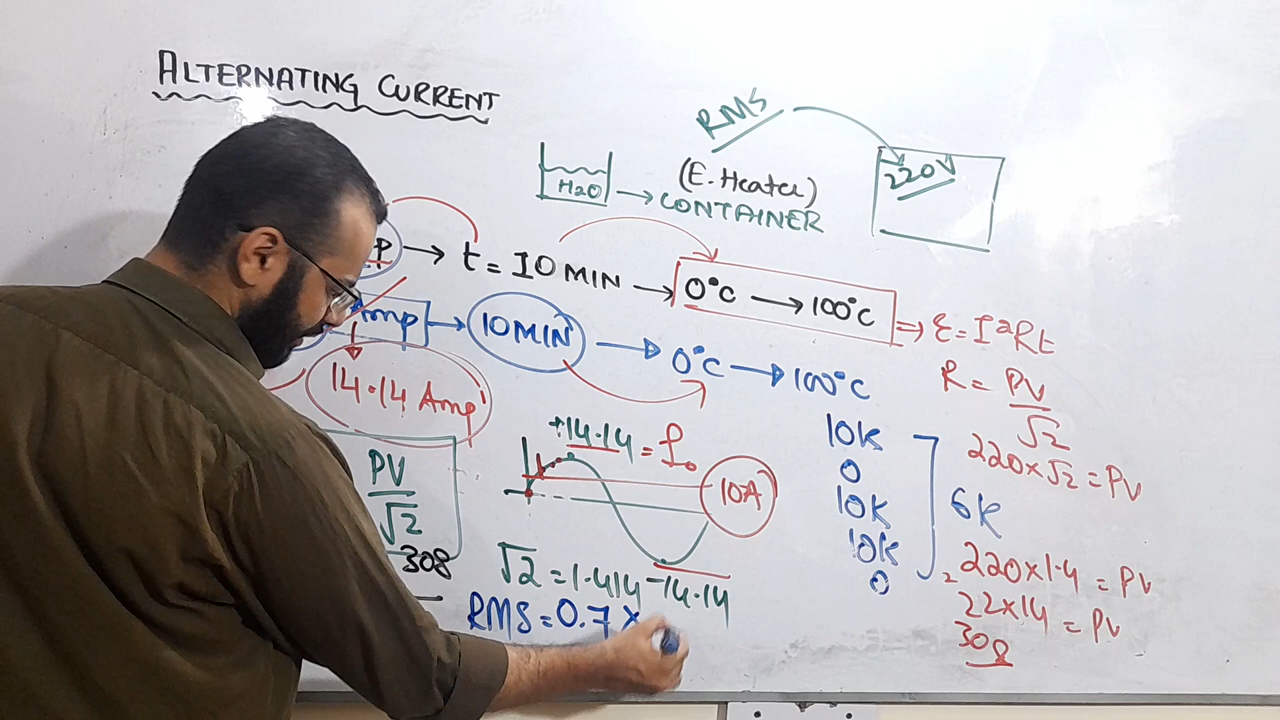 ALTERNATING CURRENT
RMS
220V
H2O → (E. Heater)
CONTAINER
p → t = 10 MIN → 0°C → 100°C ⇒ E = I²Rt
Amp → 10MIN → 0°C → 100°C
R = PV
√2
14.14 Amp
220×√2 = PV
+14.14 = I₀
10A
PV
√2
308
10K
0
10K
10K
0
6K
√2 = 1.414
-14.14
220×1.4 = PV
22×14 = PV
308
RMS = 0.7 ×